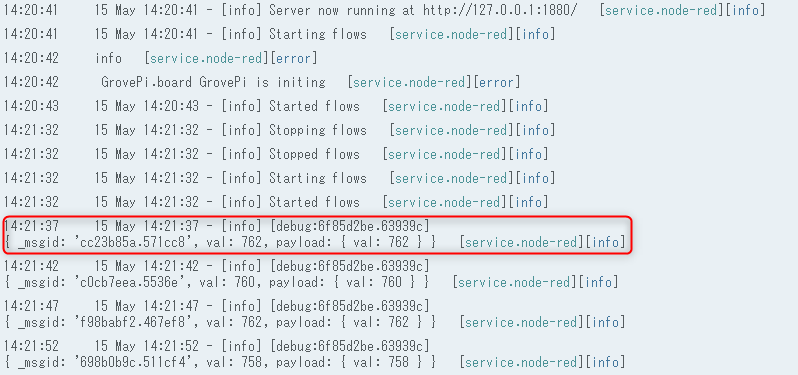 14:20:41 15 May 14:20:41 - [info] Server now running at http://127.0.0.1:1880/ [service.node-red][info]
14:20:41 15 May 14:20:41 - [info] Starting flows [service.node-red][info]
14:20:42 info [service.node-red][error]
14:20:42 GrovePi.board GrovePi is initing [service.node-red][error]
14:20:43 15 May 14:20:43 - [info] Started flows [service.node-red][info]
14:21:32 15 May 14:21:32 - [info] Stopping flows [service.node-red][info]
14:21:32 15 May 14:21:32 - [info] Stopped flows [service.node-red][info]
14:21:32 15 May 14:21:32 - [info] Starting flows [service.node-red][info]
14:21:32 15 May 14:21:32 - [info] Started flows [service.node-red][info]
14:21:37 15 May 14:21:37 - [info] [debug:6f85d2be.63939c]
{ _msgid: 'cc23b85a.571cc8', val: 762, payload: { val: 762 } } [service.node-red][info]
14:21:42 15 May 14:21:42 - [info] [debug:6f85d2be.63939c]
{ _msgid: 'c0cb7eea.5536e', val: 760, payload: { val: 760 } } [service.node-red][info]
14:21:47 15 May 14:21:47 - [info] [debug:6f85d2be.63939c]
{ _msgid: 'f98babf2.467ef8', val: 762, payload: { val: 762 } } [service.node-red][info]
14:21:52 15 May 14:21:52 - [info] [debug:6f85d2be.63939c]
{ _msgid: '698b0b9c.511cf4', val: 758, payload: { val: 758 } } [service.node-red][info]